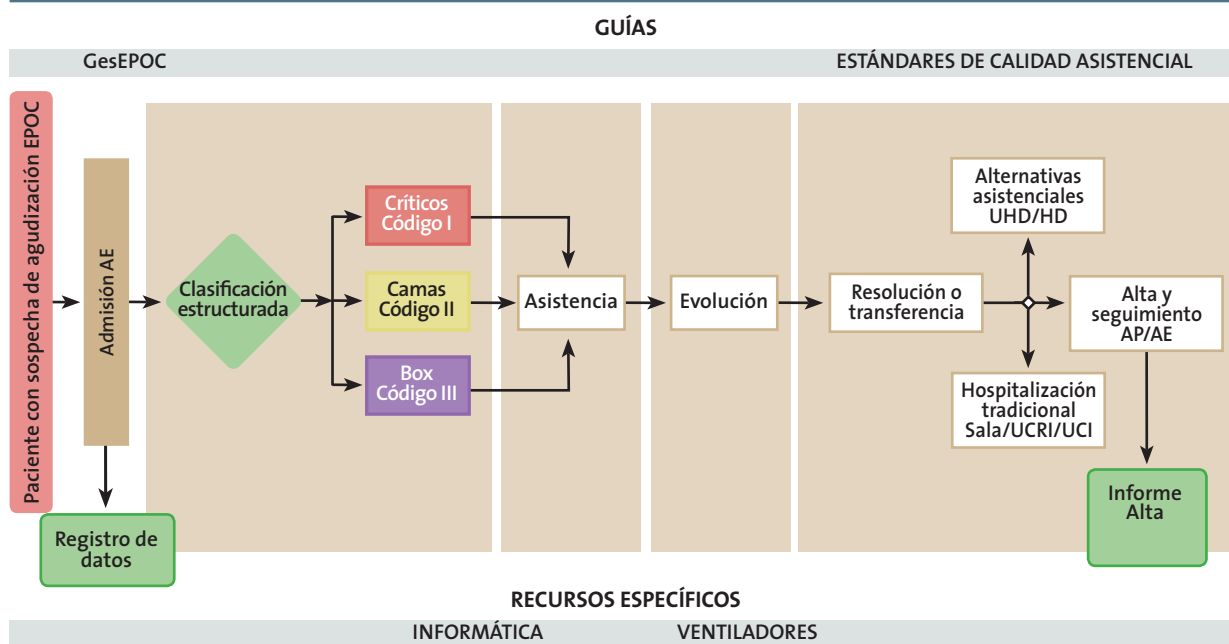 GUÍAS
GesEPOC
ESTÁNDARES DE CALIDAD ASISTENCIAL
Paciente con sospecha de agudización EPOC
Admisión AE
Registro de
datos
Clasificación
estructurada
Críticos
Código I
Camas
Código II
Box
Código III
Asistencia
Evolución
Resolución o
transferencia
Alternativas
asistenciales
UHD/HD
Alta y
seguimiento
AP/AE
Hospitalización
tradicional
Sala/UCRI/UCI
Informe
Alta
RECURSOS ESPECÍFICOS
INFORMÁTICA
VENTILADORES